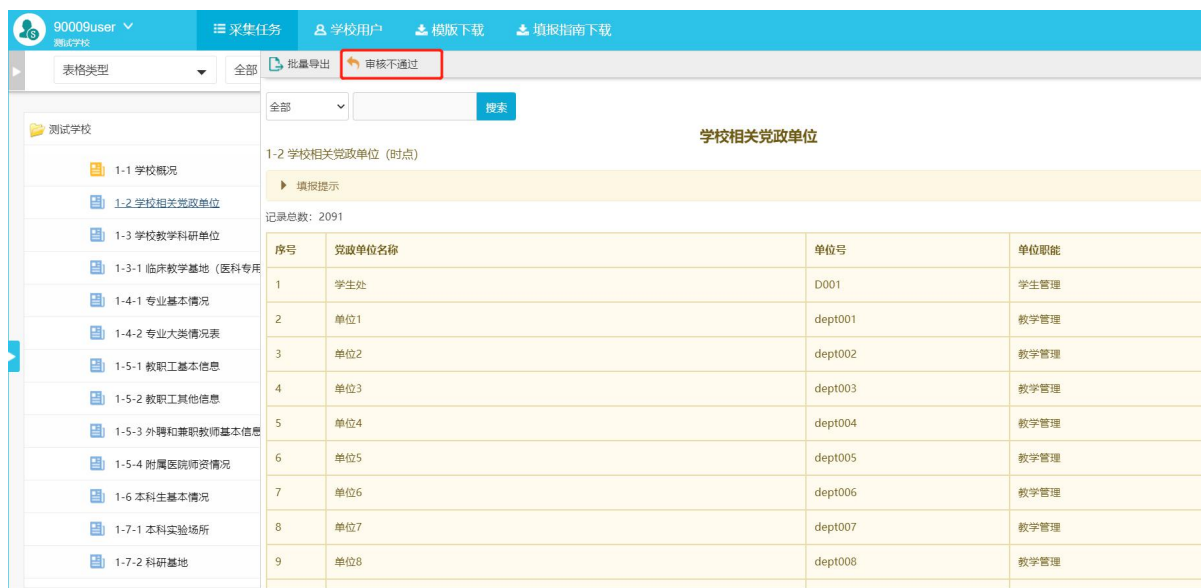 90009user
测试学校
采集任务 学校用户 模版下载 填报指南下载
表格类型 全部
批量导出 审核不通过
全部 搜索
学校相关党政单位
1-2 学校相关党政单位（时点）
填报提示
记录总数：2091
测试学校
1-1 学校概况
1-2 学校相关党政单位
1-3 学校教学科研单位
1-3-1 临床教学基地（医科专用
1-4-1 专业基本情况
1-4-2 专业大类情况表
1-5-1 教职工基本信息
1-5-2 教职工其他信息
1-5-3 外聘和兼职教师基本信息
1-5-4 附属医院师资情况
1-6 本科生基本情况
1-7-1 本科实验场所
1-7-2 科研基地
序号 党政单位名称 单位号 单位职能
1 学生处 D001 学生管理
2 单位1 dept001 教学管理
3 单位2 dept002 教学管理
4 单位3 dept003 教学管理
5 单位4 dept004 教学管理
6 单位5 dept005 教学管理
7 单位6 dept006 教学管理
8 单位7 dept007 教学管理
9 单位8 dept008 教学管理